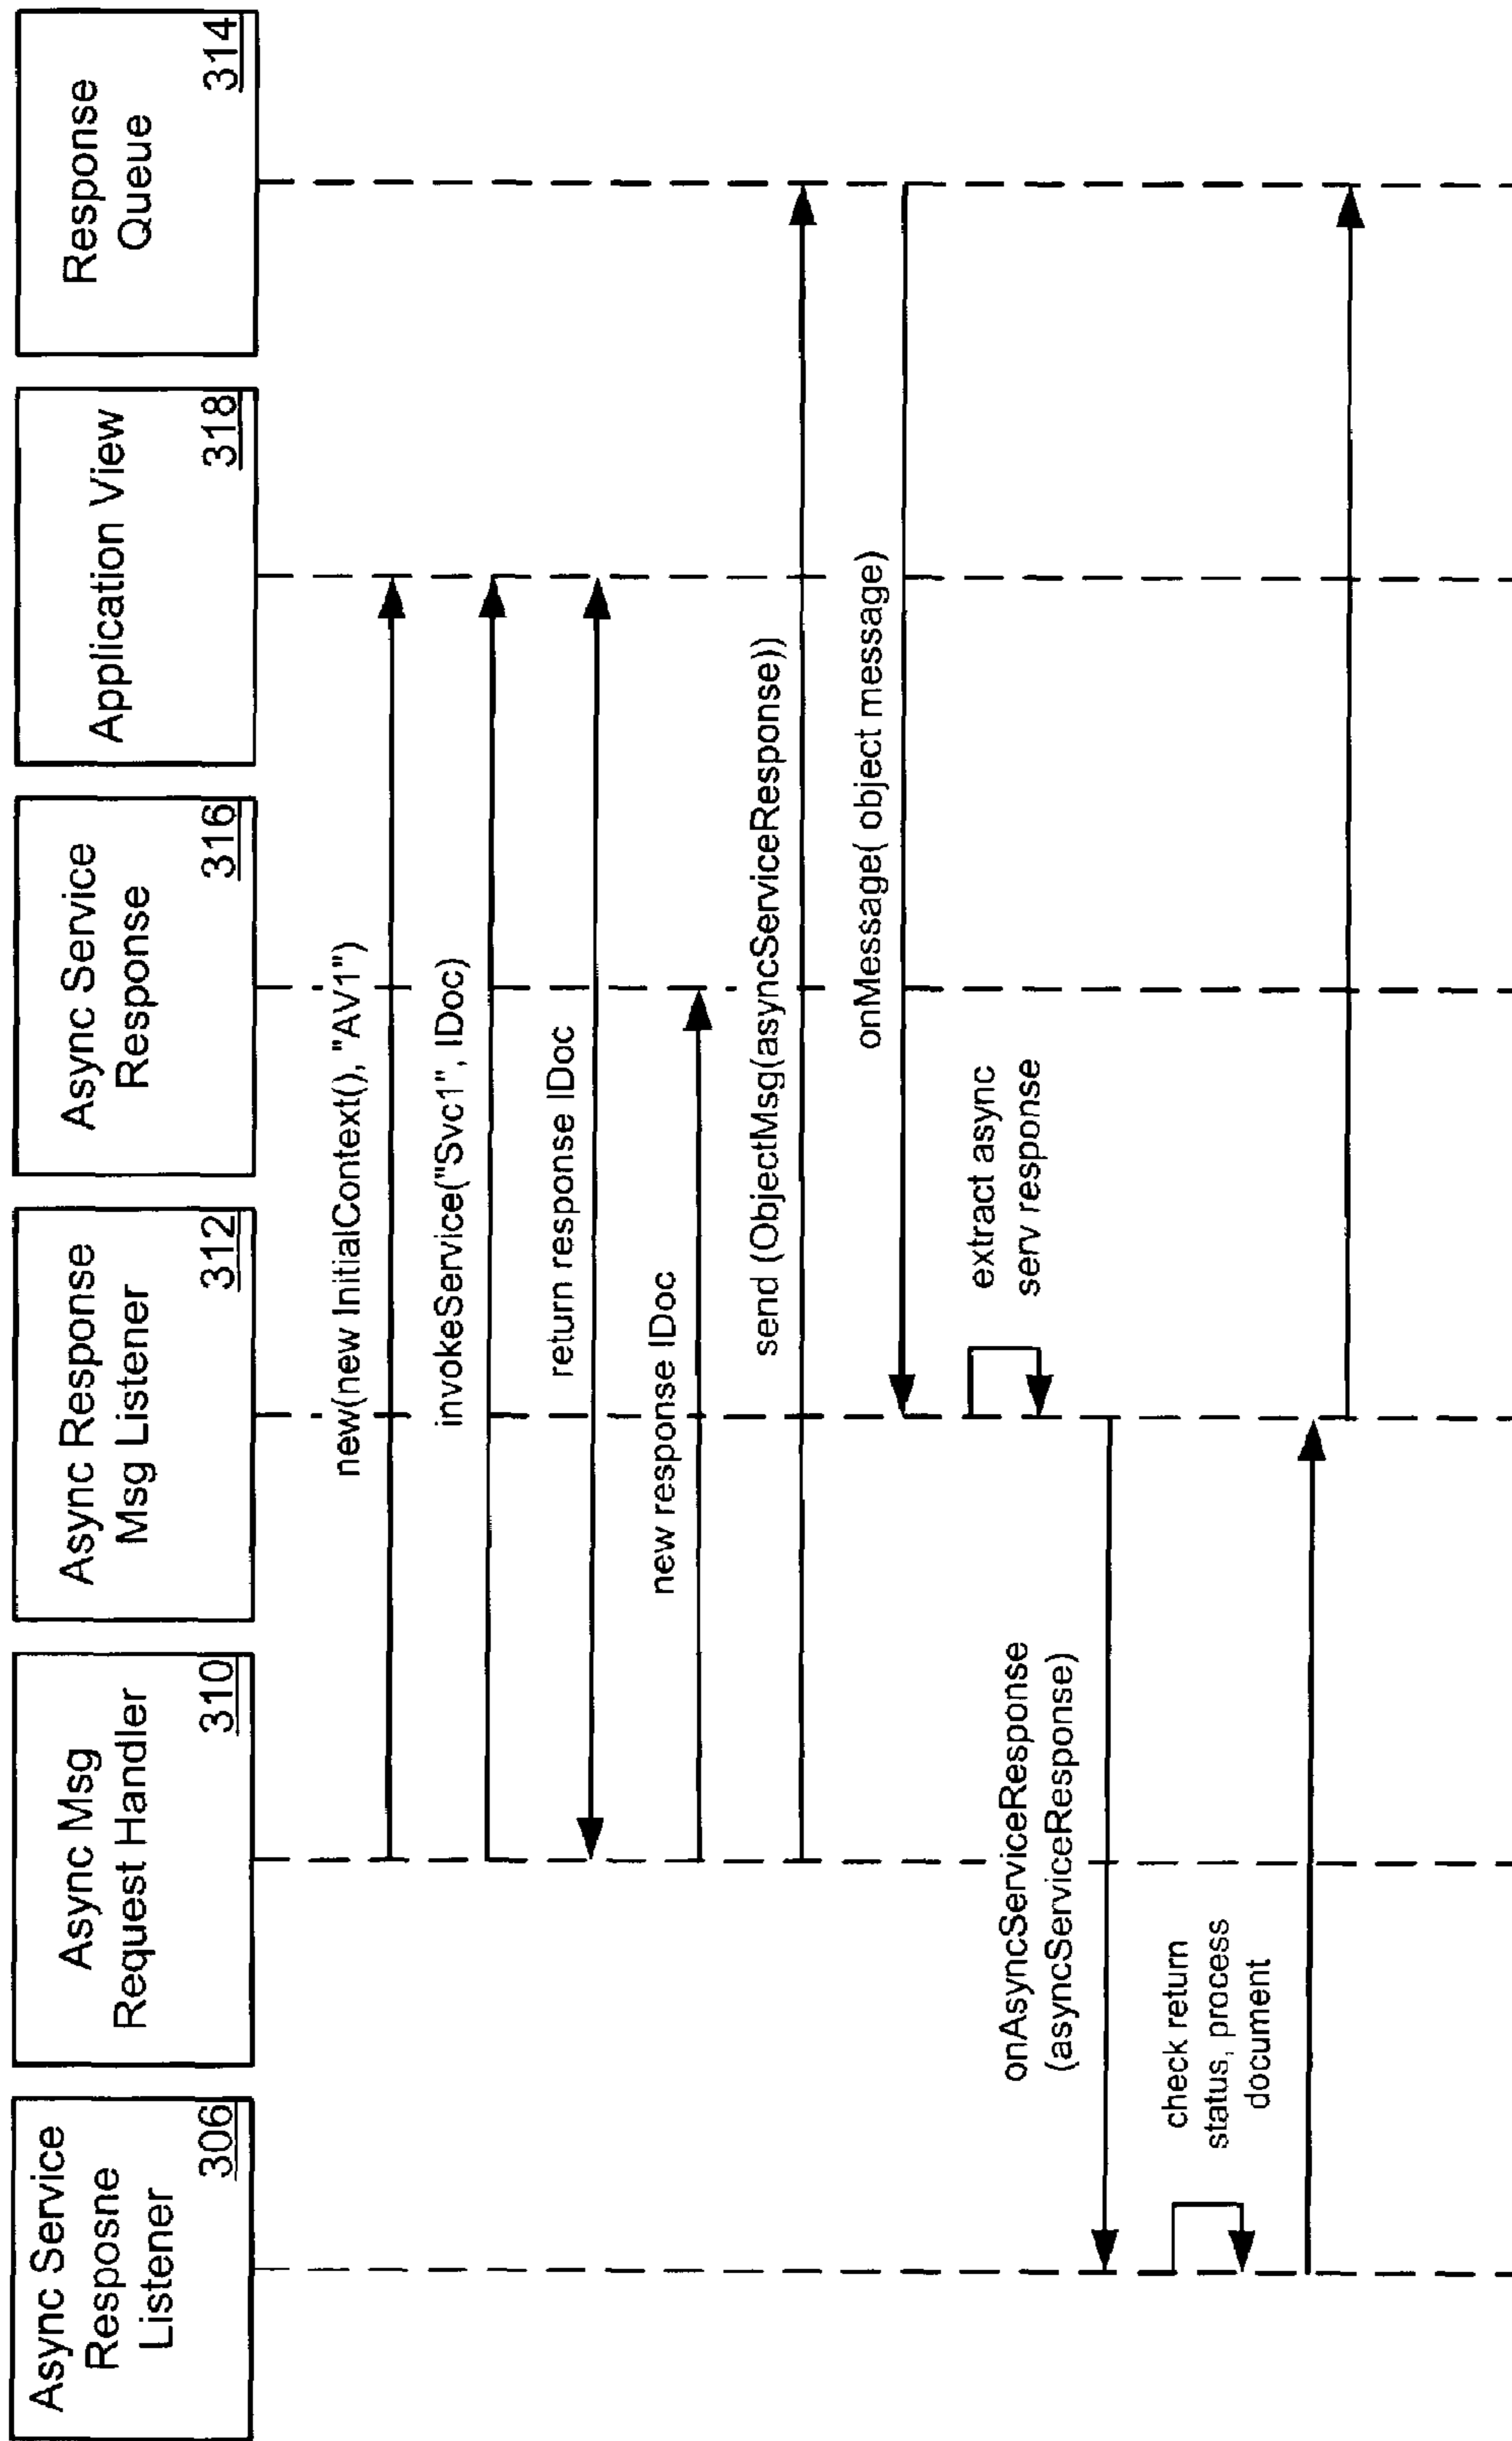 Async Service
Resposne
Listener
306
Async Msg
Request Handler
310
Async Response
Msg Listener
312
Async Service
Response
316
Application View
318
Response
Queue
314
new(new InitialContext(), "AV1")
invokeService("Svc1", IDoc)
return response IDoc
new response IDoc
send (ObjectMsg(asyncServiceResponse))
onMessage( object message)
extract async
serv response
onAsyncServiceResponse
(asyncServiceResponse)
check return
status, process
document